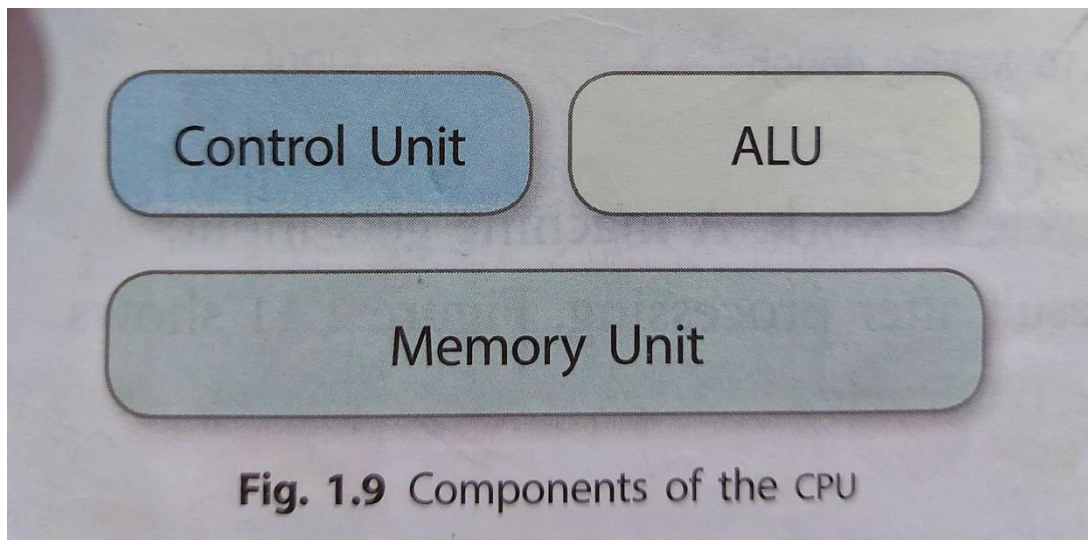 Control Unit
ALU
Memory Unit
Fig. 1.9 Components of the CPU